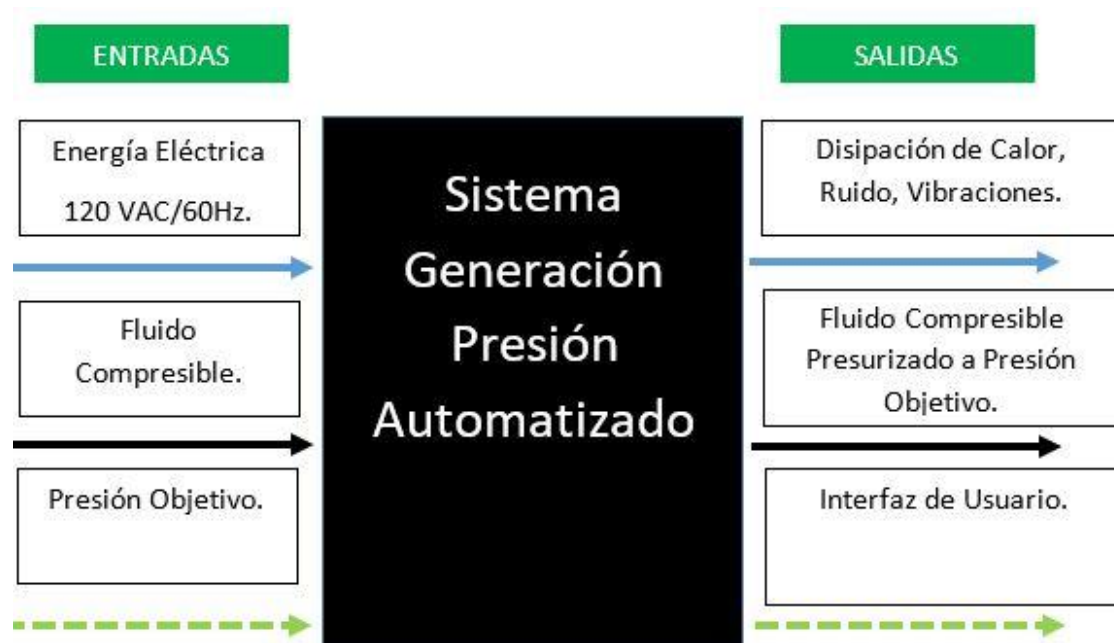 ENTRADAS
SALIDAS
Energía Eléctrica
120 VAC/60Hz.
Sistema
Generación
Presión
Automatizado
Disipación de Calor,
Ruido, Vibraciones.
Fluido
Compresible.
Fluido Compresible
Presurizado a Presión
Objetivo.
Presión Objetivo.
Interfaz de Usuario.